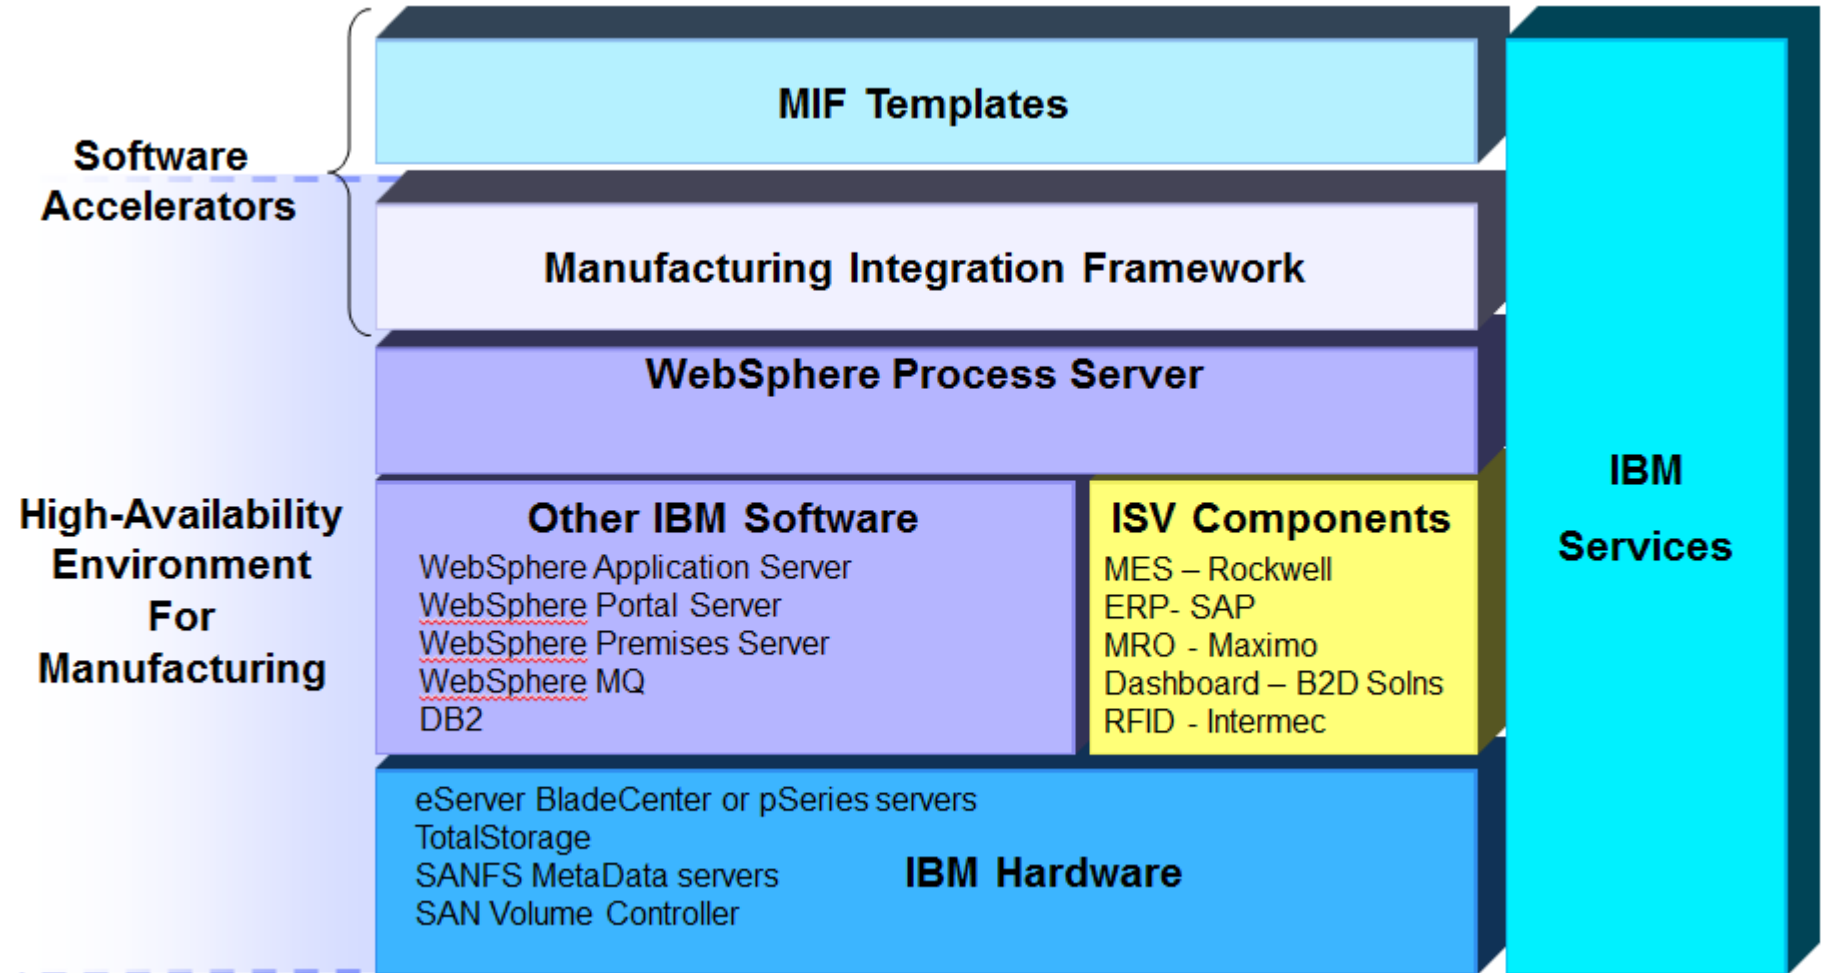 MIF Templates
Software
Accelerators
Manufacturing Integration Framework
WebSphere Process Server
High-Availability
Environment
For
Manufacturing
Other IBM Software
WebSphere Application Server
WebSphere Portal Server
WebSphere Premises Server
WebSphere MQ
DB2
ISV Components
MES – Rockwell
ERP- SAP
MRO - Maximo
Dashboard – B2D Solns
RFID - Intermec
eServer BladeCenter or pSeries servers
TotalStorage
SANFS MetaData servers
SAN Volume Controller
IBM Hardware
IBM
Services